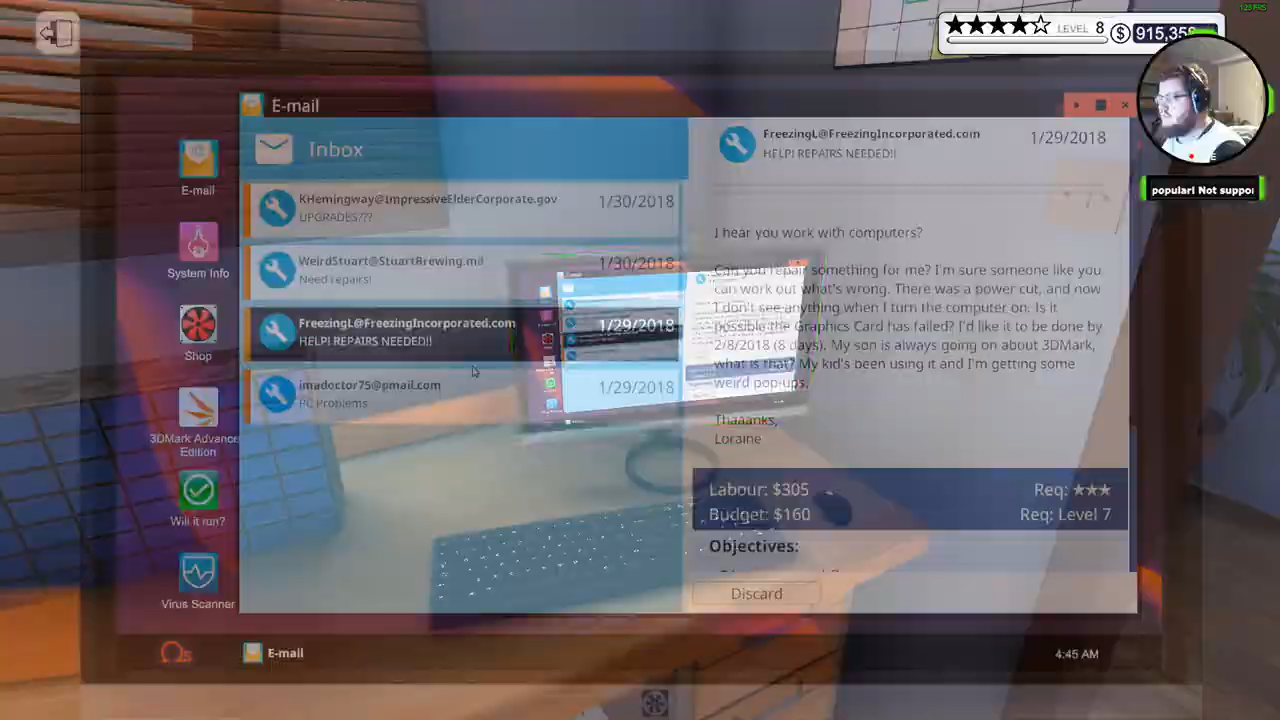 123 FPS
LEVEL 8
$ 915,358
E-mail
Inbox
KHemingway@ImpressiveElderCorporate.gov
UPGRADES???
1/30/2018
WeirdStuart@StuartBrewing.mil
Need repairs!
1/30/2018
FreezingL@FreezingIncorporated.com
HELP! REPAIRS NEEDED!!
1/29/2018
imadoctor75@pmail.com
PC Problems
1/29/2018
E-mail
System Info
Shop
3DMark Advance
Edition
Will it run?
Virus Scanner
FreezingL@FreezingIncorporated.com
HELP! REPAIRS NEEDED!!
1/29/2018
I hear you work with computers?
Can you repair something for me? I'm sure someone like you
can work out what's wrong. There was a power cut, and now
I don't see anything when I turn the computer on. Is it
possible the Graphics Card has failed? I'd like it to be done by
2/8/2018 (8 days). My son is always going on about 3DMark,
what is that? My kid's been using it and I'm getting some
weird pop-ups.
Thaaanks,
Loraine
Labour: $305
Req: ★★★
Budget: $160
Req: Level 7
Objectives:
Discard
popular! Not suppo
E-mail
4:45 AM